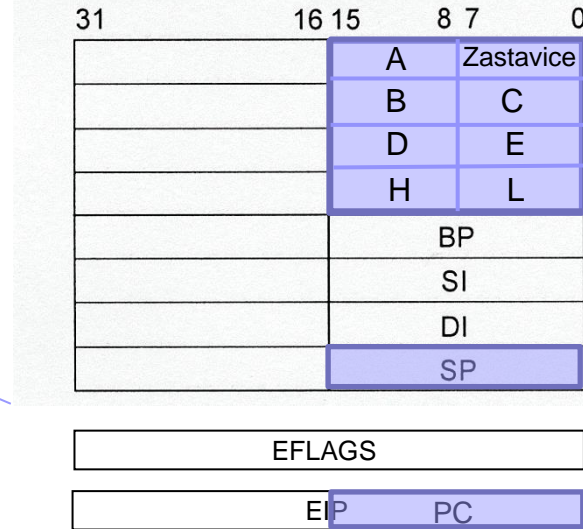 31 16 15 8 7 0
A Zastavice
B C
D E
H L
BP
SI
DI
SP
EFLAGS
EIP PC